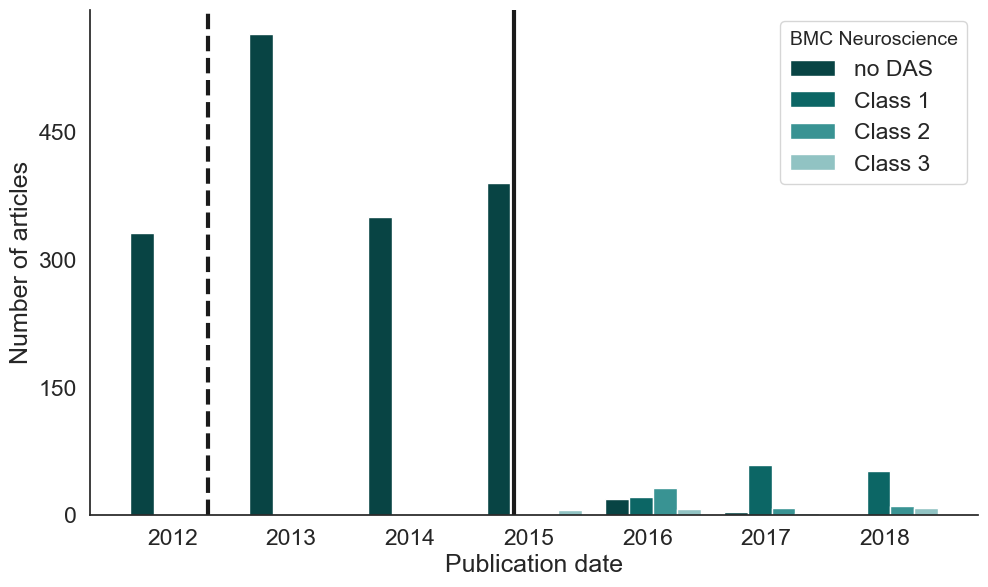 BMC Neuroscience
no DAS
Class 1
Class 2
Class 3
Number of articles
450
300
150
0
2012 2013 2014 2015 2016 2017 2018
Publication date